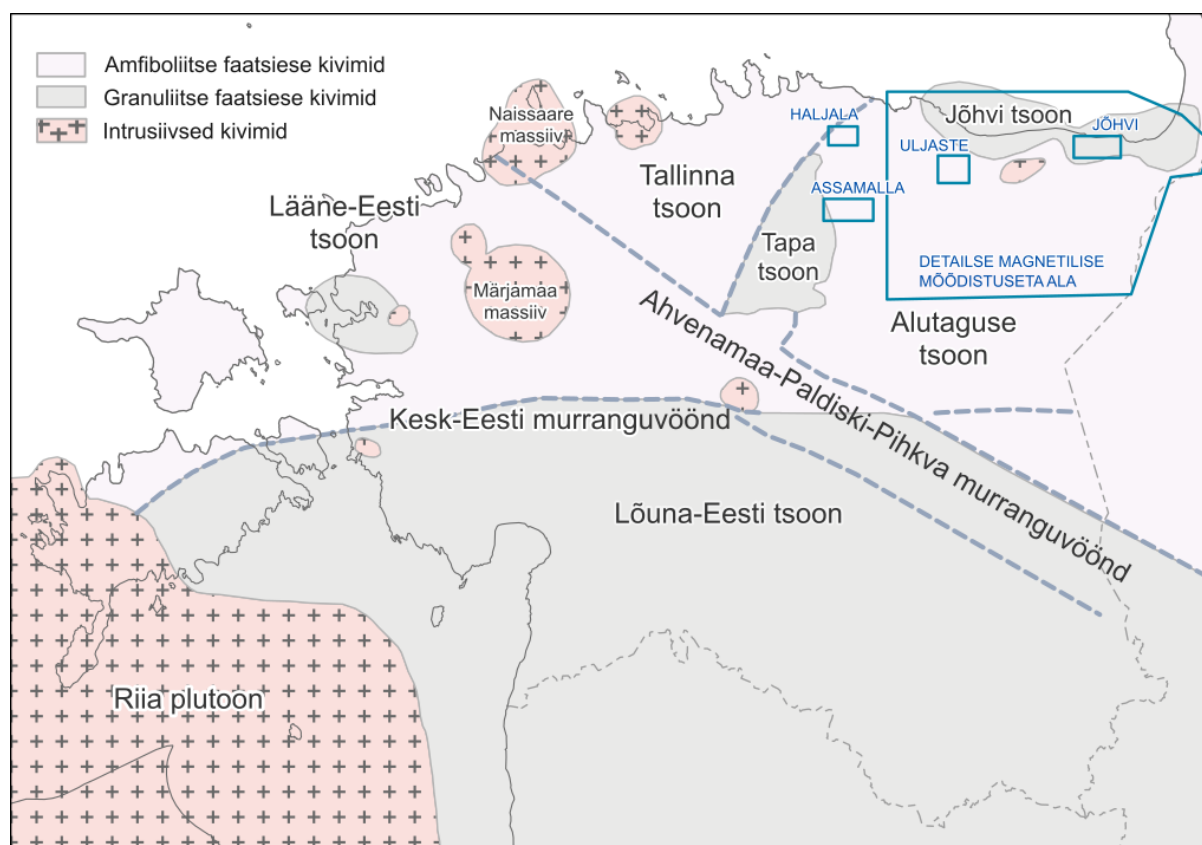 Amfiboliitse faatsiese kivimid
Granuliitse faatsiese kivimid
Intrusiivsed kivimid
Naissaare
massiiv
HALJALA
Jõhvi tsoon
JÕHVI
ULJASTE
Tallinna
tsoon
ASSAMALLA
Lääne-Eesti
tsoon
Tapa
tsoon
DETAILSE MAGNETILISE
MÕÕDISTUSETA ALA
Märjamaa
massiiv
Alutaguse
tsoon
Ahvenamaa-Paldiski-Pihkva murranguvöönd
Kesk-Eesti murranguvöönd
Lõuna-Eesti tsoon
Riia plutoon